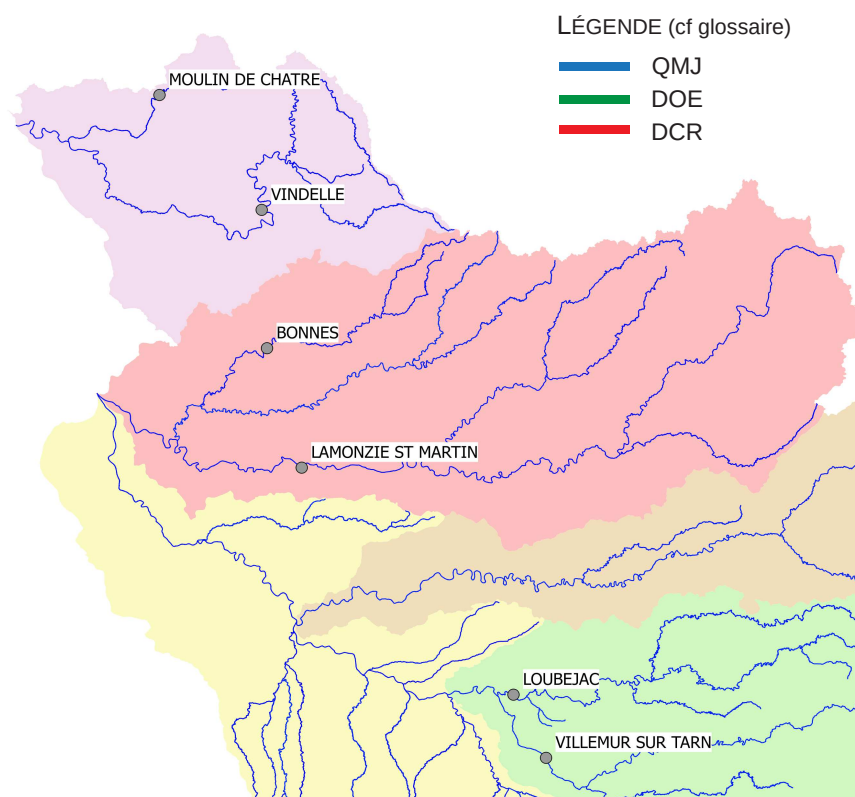 LÉGENDE (cf glossaire)
QMJ
DOE
DCR
MOULIN DE CHATRE
VINDELLE
BONNES
LAMONZIE ST MARTIN
LOUBEJAC
VILLEMUR SUR TARN